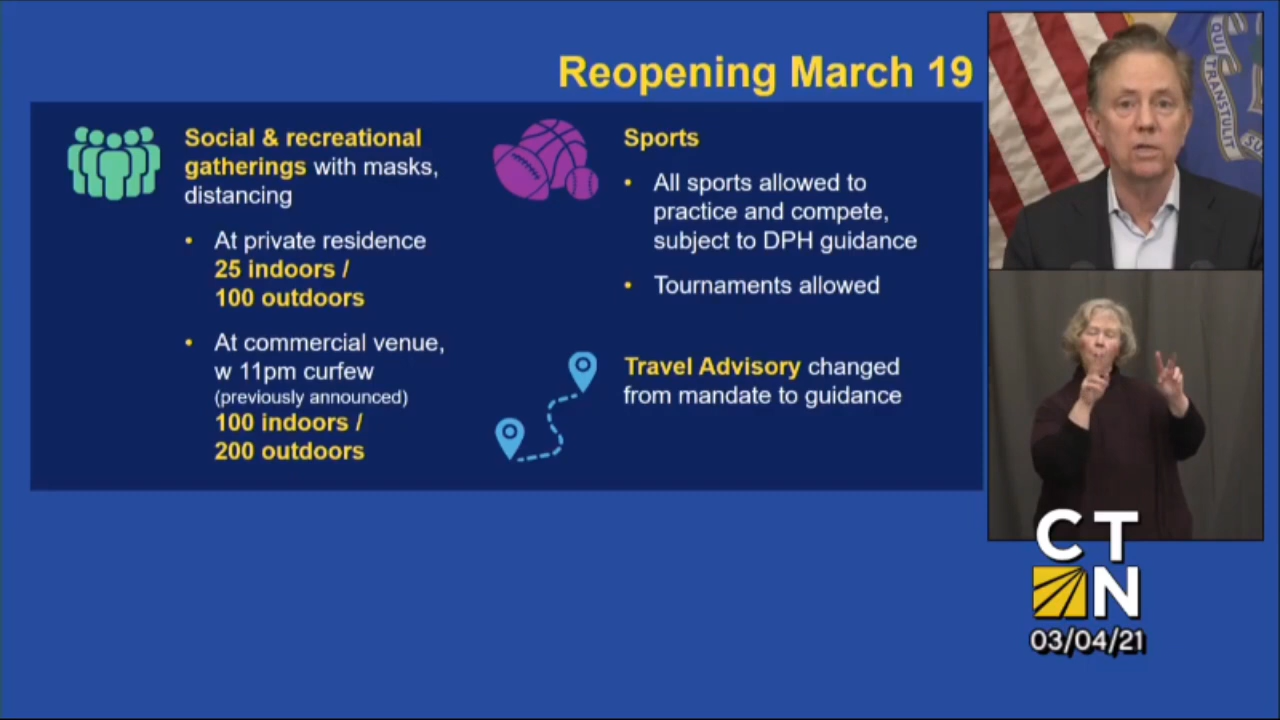 Reopening March 19
Social & recreational
gatherings with masks,
distancing
• At private residence
25 indoors /
100 outdoors
• At commercial venue,
w 11pm curfew
(previously announced)
100 indoors /
200 outdoors
Sports
• All sports allowed to
practice and compete,
subject to DPH guidance
• Tournaments allowed
Travel Advisory changed
from mandate to guidance
QUI
TRANSTULIT
CT
N
03/04/21